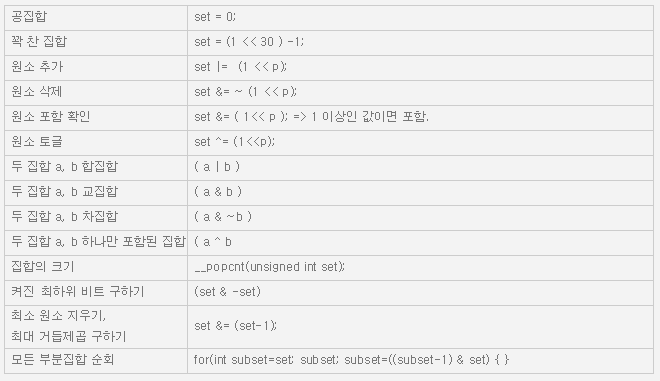 공집합 set = 0;
꽉 찬 집합 set = (1 << 30 ) -1;
원소 추가 set |= (1 << p);
원소 삭제 set &= ~ (1 << p);
원소 포함 확인 set &= ( 1<< p ); => 1 이상인 값이면 포함.
원소 토글 set ^= (1<<p);
두 집합 a, b 합집합 ( a | b )
두 집합 a, b 교집합 ( a & b )
두 집합 a, b 차집합 ( a & ~b )
두 집합 a, b 하나만 포함된 집합 ( a ^ b
집합의 크기 __popcnt(unsigned int set);
켜진 최하위 비트 구하기 (set & -set)
최소 원소 지우기,
최대 거듭제곱 구하기 set &= (set-1);
모든 부분집합 순회 for(int subset=set; subset; subset=((subset-1) & set) { }